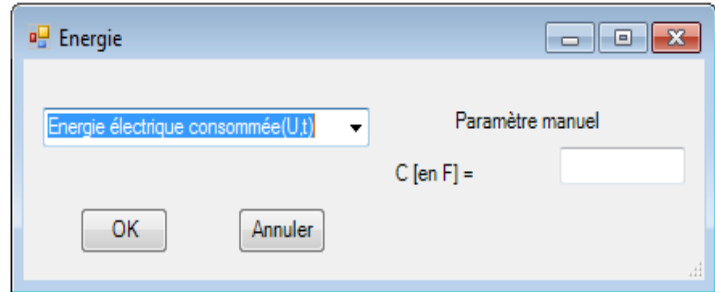 Energie
Energie électrique consommée(U,t)
Paramètre manuel
C [en F] =
OK
Annuler